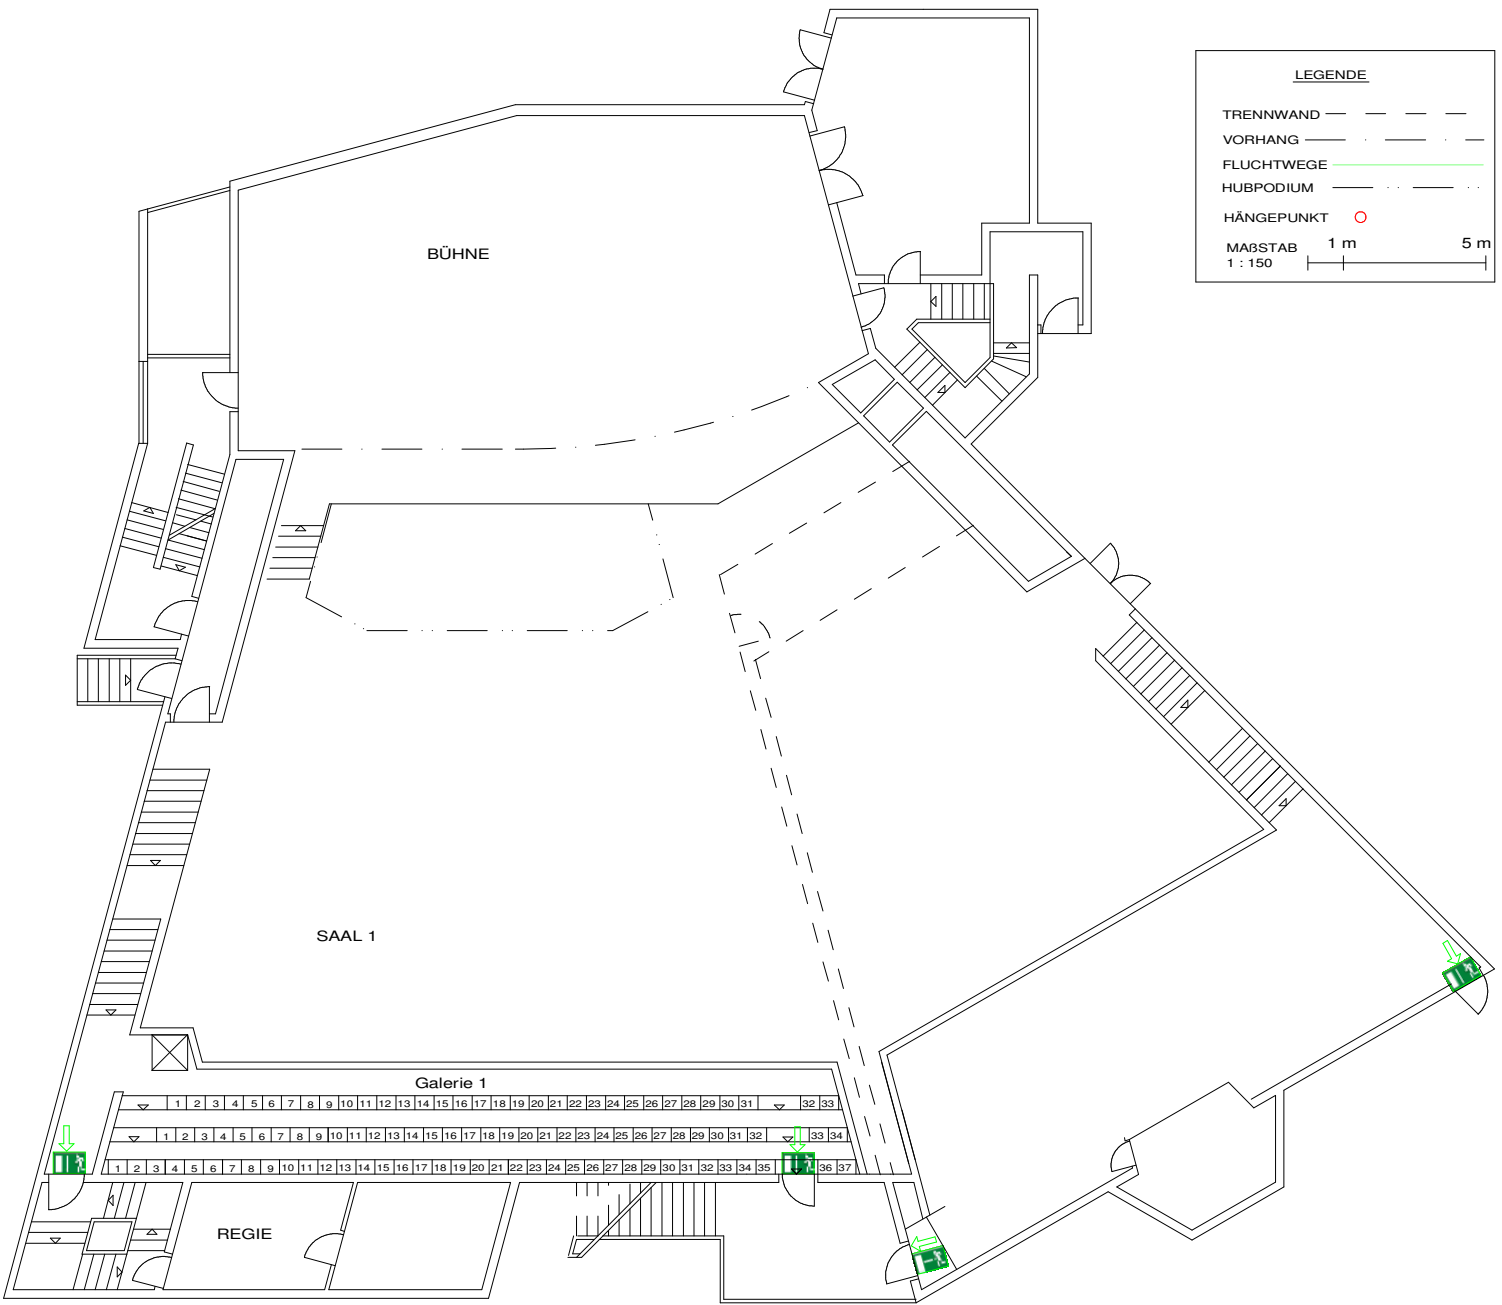 LEGENDE
TRENNWAND
VORHANG
FLUCHTWEGE
HUBPODIUM
HÄNGEPUNKT
MAßSTAB
1 : 150
1 m 5 m
BÜHNE
SAAL 1
Galerie 1
1 2 3 4 5 6 7 8 9 10 11 12 13 14 15 16 17 18 19 20 21 22 23 24 25 26 27 28 29 30 31 32 33
1 2 3 4 5 6 7 8 9 10 11 12 13 14 15 16 17 18 19 20 21 22 23 24 25 26 27 28 29 30 31 32 33 34
1 2 3 4 5 6 7 8 9 10 11 12 13 14 15 16 17 18 19 20 21 22 23 24 25 26 27 28 29 30 31 32 33 34 35 36 37
REGIE